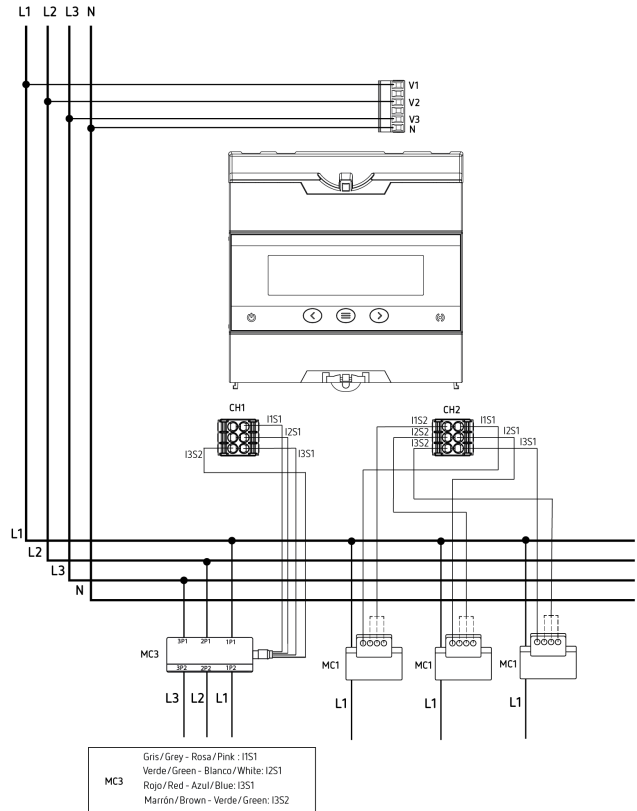 L1 L2 L3 N
V1
V2
V3
N
CH1
I1S1
I2S1
I3S1
I3S2
CH2
I1S2
I2S2
I3S2
I1S1
I2S1
I3S1
L1
L2
L3
N
3P1 2P1 1P1
MC3
3P2 2P2 1P2
MC1
MC1
MC1
L3 L2 L1
L1
L1
L1
MC3
Gris/Grey - Rosa/Pink : I1S1
Verde/Green - Blanco/White: I2S1
Rojo/Red - Azul/Blue: I3S1
Marrón/Brown - Verde/Green: I3S2